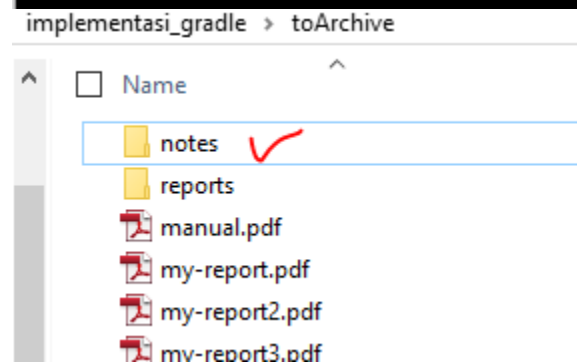 implementasi_gradle > toArchive
Name
notes
reports
manual.pdf
my-report.pdf
my-report2.pdf
my-report3.pdf